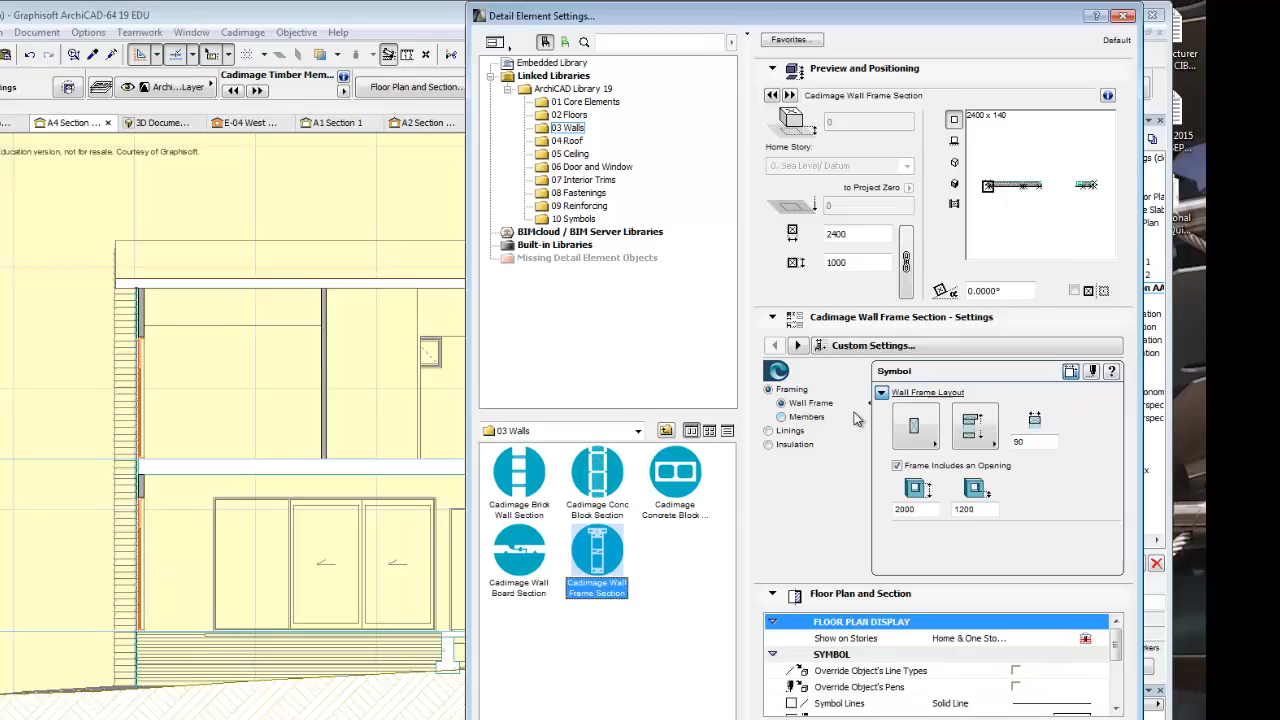 ) - Graphisoft ArchiCAD-64 19 EDU
Document Options Teamwork Window Cadimage Objective Help
Cadimage Timber Mem...
ngs
Archi...Layer
Floor Plan and Section...
A4 Section ...
3D Docume...
E-04 West ...
A1 Section 1
A2 Section ...
Education version, not for resale. Courtesy of Graphisoft.
Detail Element Settings...
Embedded Library
Linked Libraries
ArchiCAD Library 19
01 Core Elements
02 Floors
03 Walls
04 Roof
05 Ceiling
06 Door and Window
07 Interior Trims
08 Fastenings
09 Reinforcing
10 Symbols
BIMcloud / BIM Server Libraries
Built-in Libraries
Missing Detail Element Objects
03 Walls
Cadimage Brick
Wall Section
Cadimage Conc
Block Section
Cadimage
Concrete Block ...
Cadimage Wall
Board Section
Cadimage Wall
Frame Section
Favorites...
Default
Preview and Positioning
Cadimage Wall Frame Section
0
Home Story:
0. Sea Level/ Datum
to Project Zero
0
2400
1000
2400 x 140
0.0000°
Cadimage Wall Frame Section - Settings
Custom Settings...
Framing
Wall Frame
Members
Linings
Insulation
Symbol
Wall Frame Layout
90
Frame Includes an Opening
2000
1200
Floor Plan and Section
FLOOR PLAN DISPLAY
Show on Stories
Home & One Sto...
SYMBOL
Override Object's Line Types
Override Object's Pens
Symbol Lines
Solid Line
2015